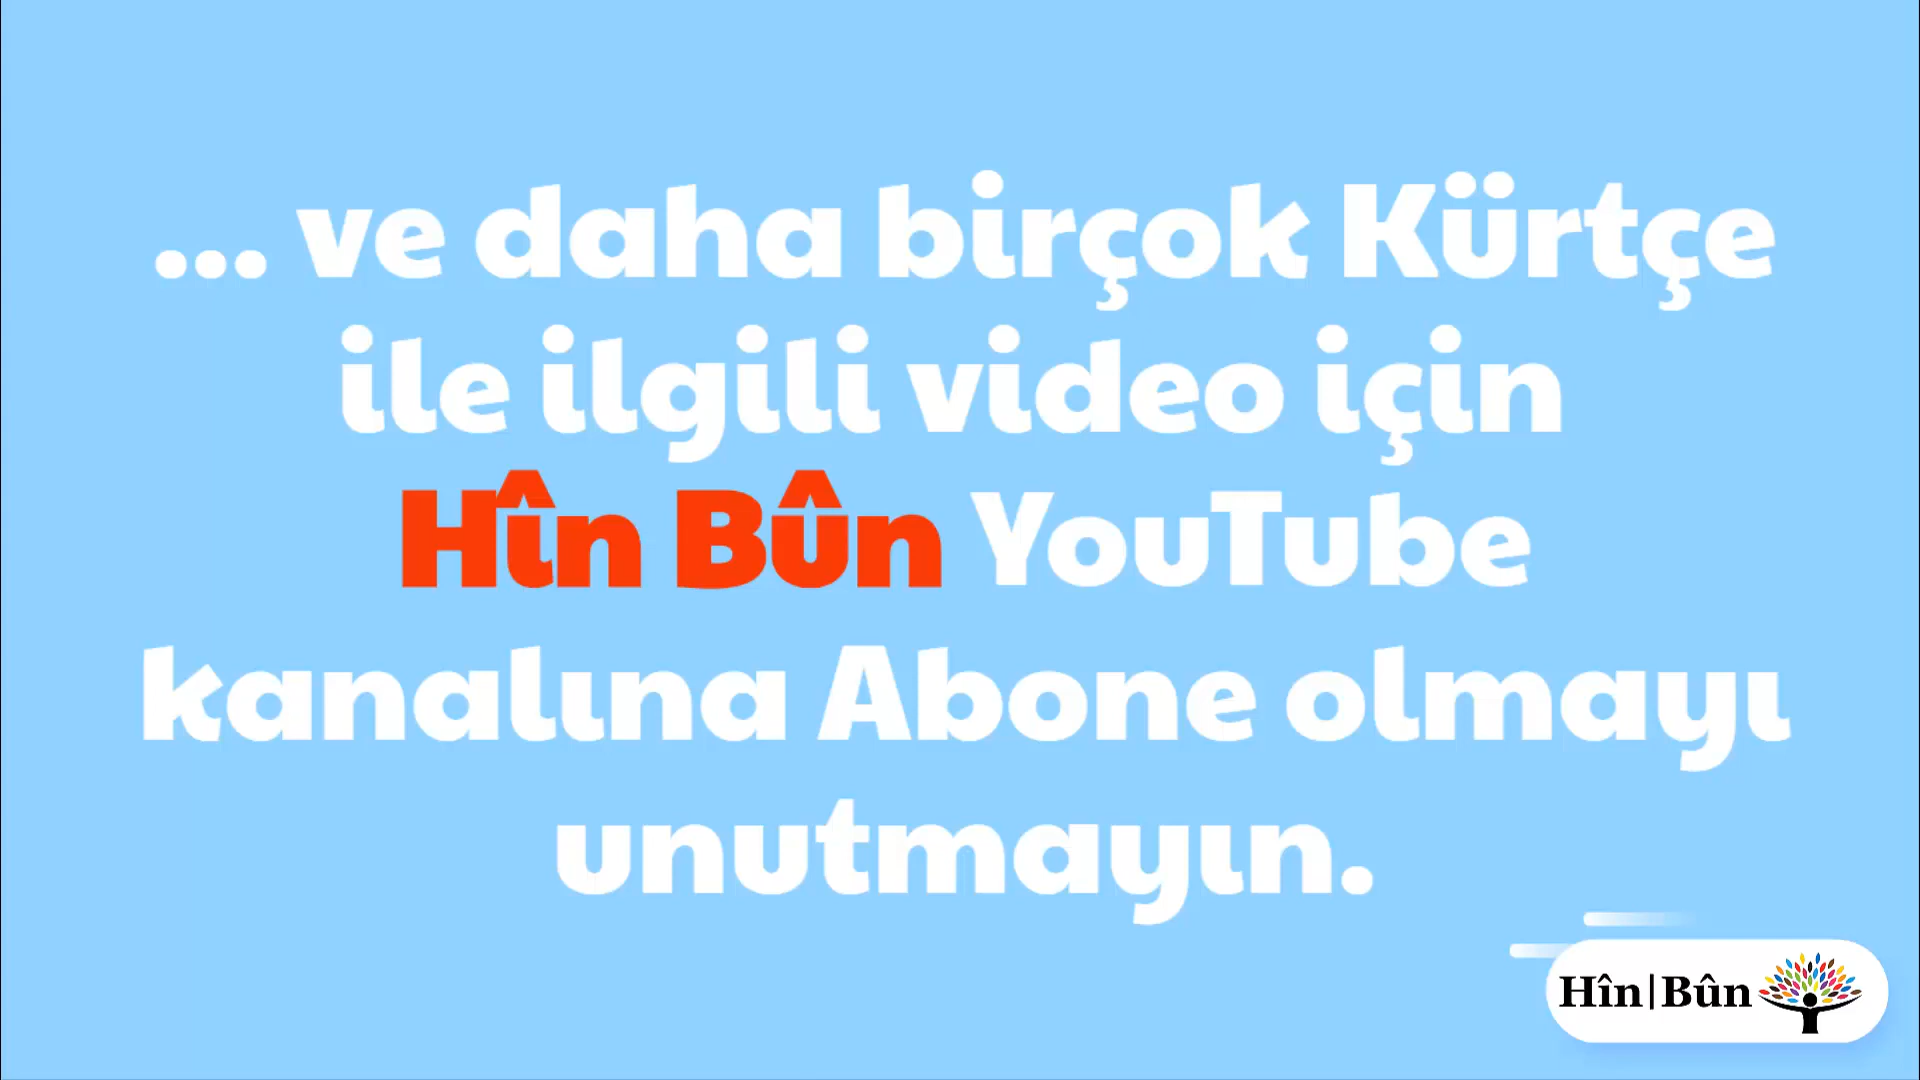 ... ve daha birçok Kürtçe
ile ilgili video için
Hîn Bûn YouTube
kanalına Abone olmayı
unutmayın.
Hîn|Bûn